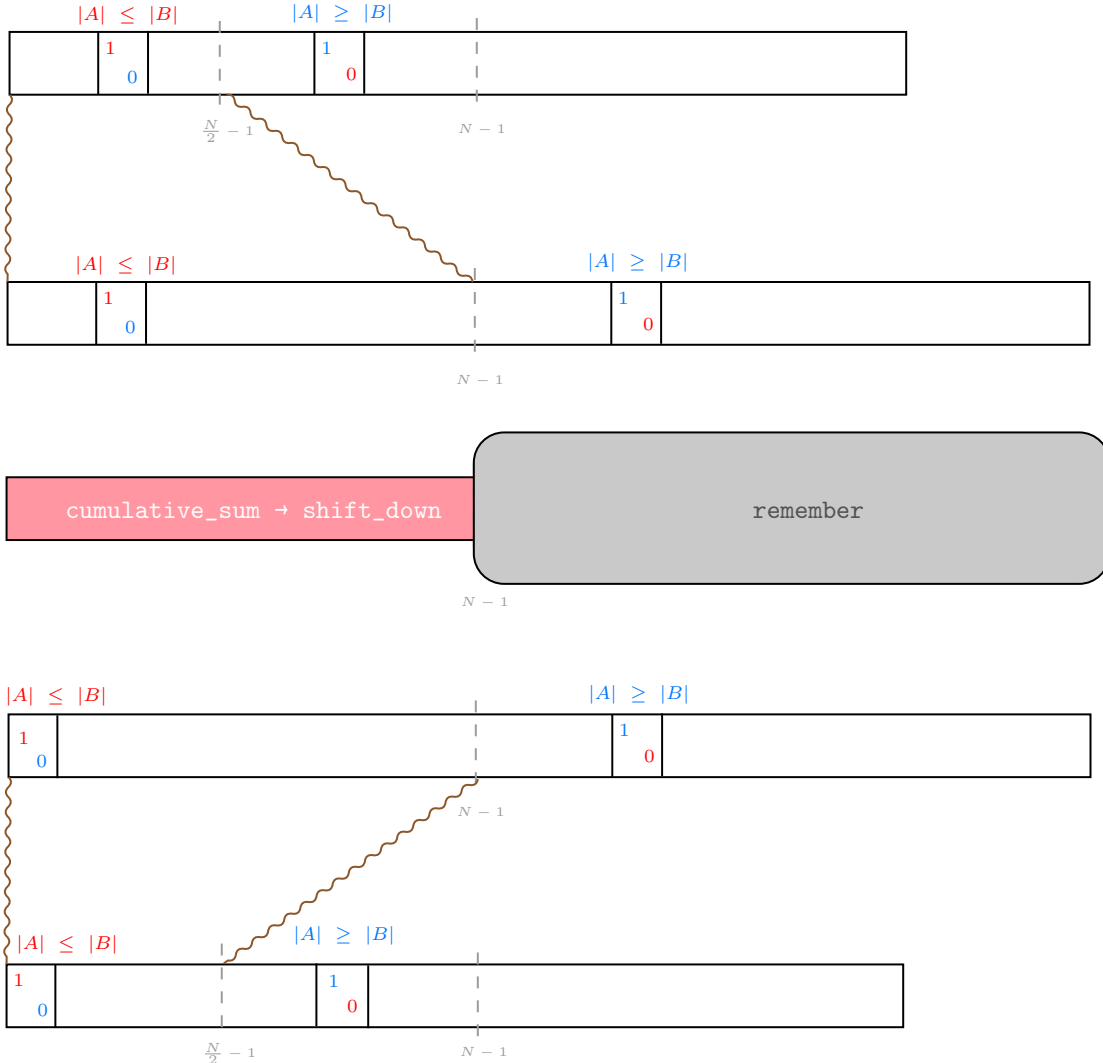 |A| ≤ |B| |A| ≥ |B|
1 1
0 0
N/2 − 1 N − 1
|A| ≤ |B| |A| ≥ |B|
1 1
0 0
N − 1
cumulative_sum → shift_down remember
N − 1
|A| ≤ |B| |A| ≥ |B|
1 1
0 0
N − 1
|A| ≤ |B| |A| ≥ |B|
1 1
0 0
N/2 − 1 N − 1